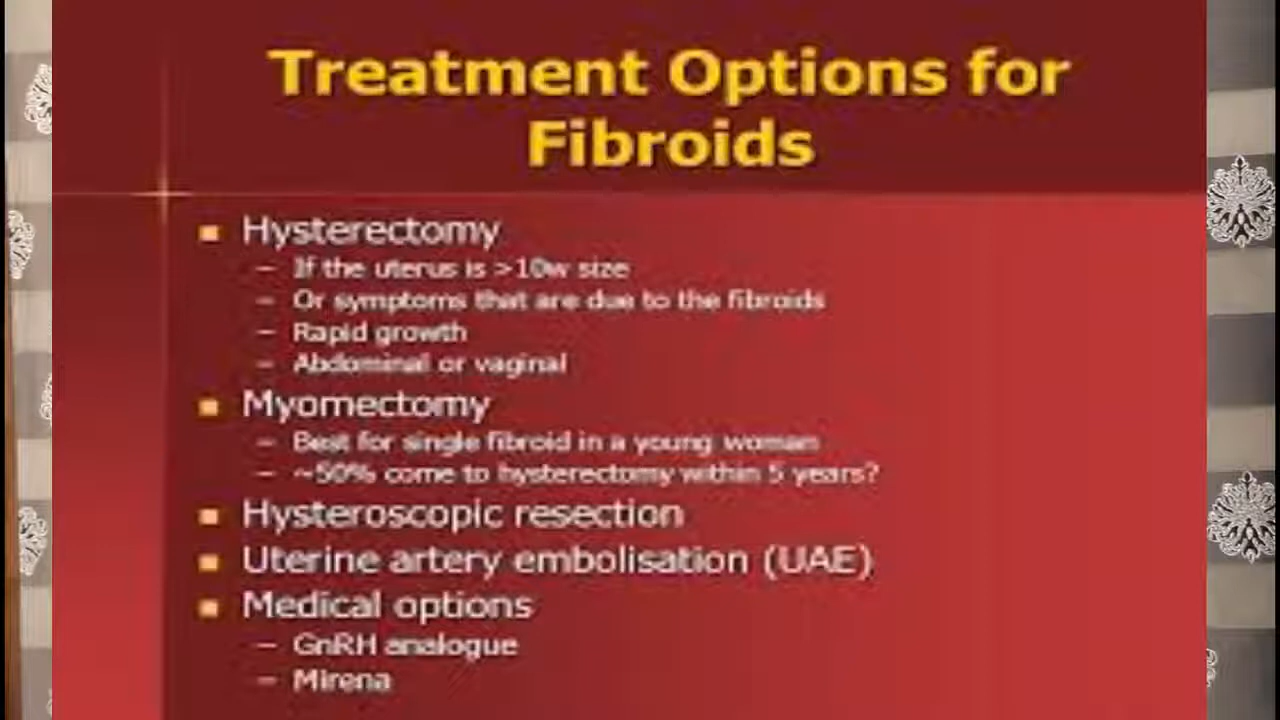 Treatment Options for
Fibroids
Hysterectomy
– If the uterus is >10w size
– Or symptoms that are due to the fibroids
– Rapid growth
– Abdominal or vaginal
Myomectomy
– Best for single fibroid in a young woman
– ~50% come to hysterectomy within 5 years?
Hysteroscopic resection
Uterine artery embolisation (UAE)
Medical options
– GnRH analogue
– Mirena